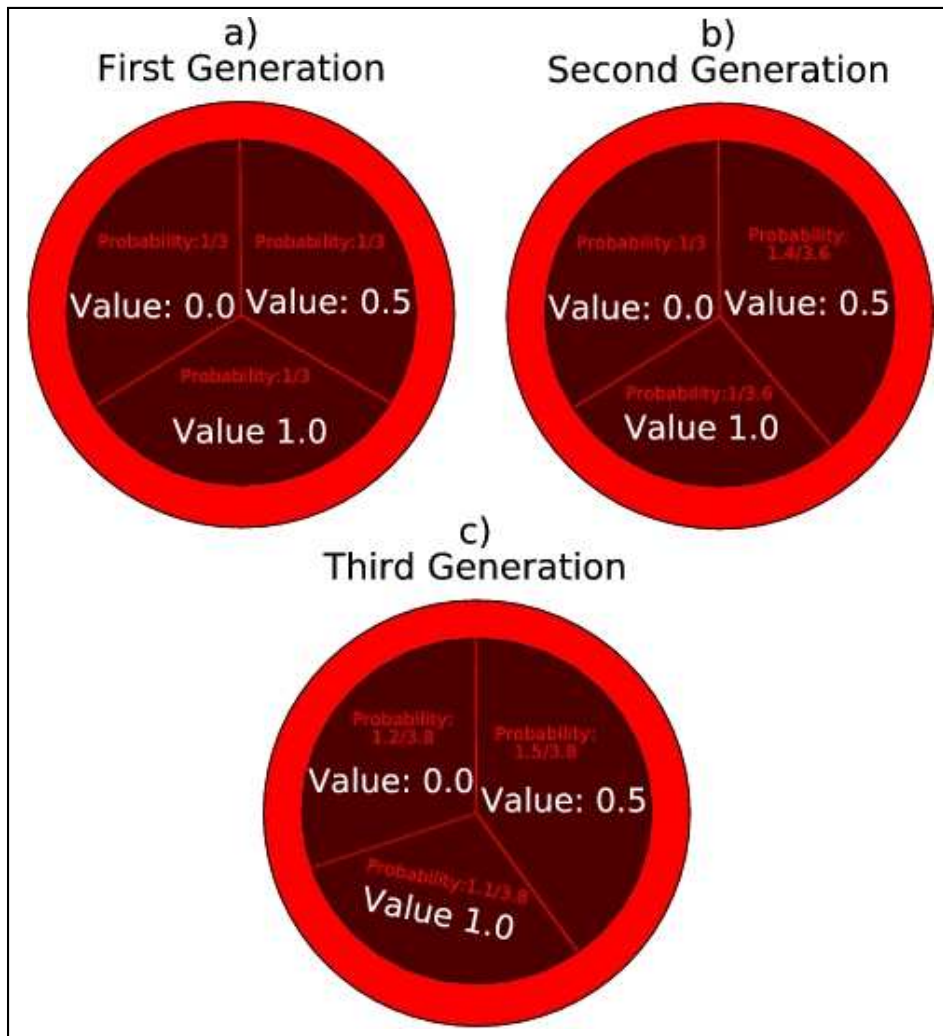 a)
First Generation
Probability:1/3
Probability:1/3
Value: 0.0
Value: 0.5
Probability:1/3
Value 1.0
b)
Second Generation
Probability:1/3
Probability:
1.4/3.6
Value: 0.0
Value: 0.5
Probability:1/3.6
Value 1.0
c)
Third Generation
Probability:
1.2/3.8
Probability:
1.5/3.8
Value: 0.0
Value: 0.5
Probability:1.1/3.8
Value 1.0